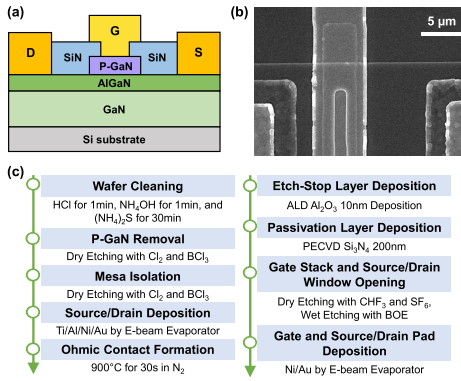 (a)
G
D
SiN
SiN
S
P-GaN
AlGaN
GaN
Si substrate
(b)
5 µm
(c)
Wafer Cleaning
HCl for 1min, NH4OH for 1min, and
(NH4)2S for 30min
P-GaN Removal
Dry Etching with Cl2 and BCl3
Mesa Isolation
Dry Etching with Cl2 and BCl3
Source/Drain Deposition
Ti/Al/Ni/Au by E-beam Evaporator
Ohmic Contact Formation
900°C for 30s in N2
Etch-Stop Layer Deposition
ALD Al2O3 10nm Deposition
Passivation Layer Deposition
PECVD Si3N4 200nm
Gate Stack and Source/Drain
Window Opening
Dry Etching with CHF3 and SF6,
Wet Etching with BOE
Gate and Source/Drain Pad
Deposition
Ni/Au by E-beam Evaporator